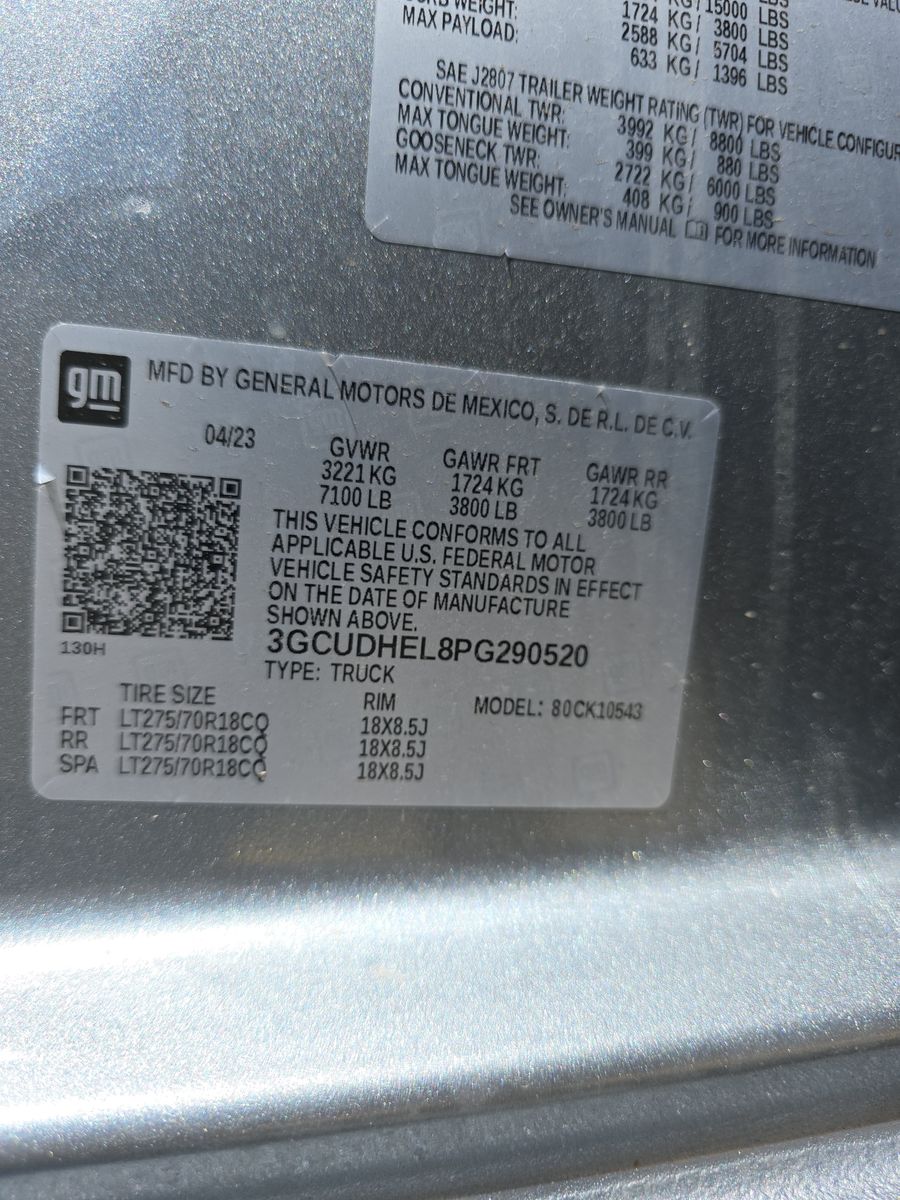 15000 LBS
WEIGHT: 1724 KG/ 3800 LBS
MAX PAYLOAD: 2588 KG/ 5704 LBS
633 KG/ 1396 LBS
SAE J2807 TRAILER WEIGHT RATING (TWR) FOR VEHICLE CONFIGUR
CONVENTIONAL TWR: 3992 KG/ 8800 LBS
MAX TONGUE WEIGHT: 399 KG/ 880 LBS
GOOSENECK TWR: 2722 KG/ 6000 LBS
MAX TONGUE WEIGHT: 408 KG/ 900 LBS
SEE OWNER'S MANUAL FOR MORE INFORMATION
gm
MFD BY GENERAL MOTORS DE MEXICO, S. DE R.L. DE C.V.
04/23 GVWR GAWR FRT GAWR RR
3221 KG 1724 KG 1724 KG
7100 LB 3800 LB 3800 LB
THIS VEHICLE CONFORMS TO ALL
APPLICABLE U.S. FEDERAL MOTOR
VEHICLE SAFETY STANDARDS IN EFFECT
ON THE DATE OF MANUFACTURE
SHOWN ABOVE.
130H
3GCUDHEL8PG290520
TYPE: TRUCK
TIRE SIZE RIM MODEL: 80CK10543
FRT LT275/70R18CQ 18X8.5J
RR LT275/70R18CQ 18X8.5J
SPA LT275/70R18CQ 18X8.5J